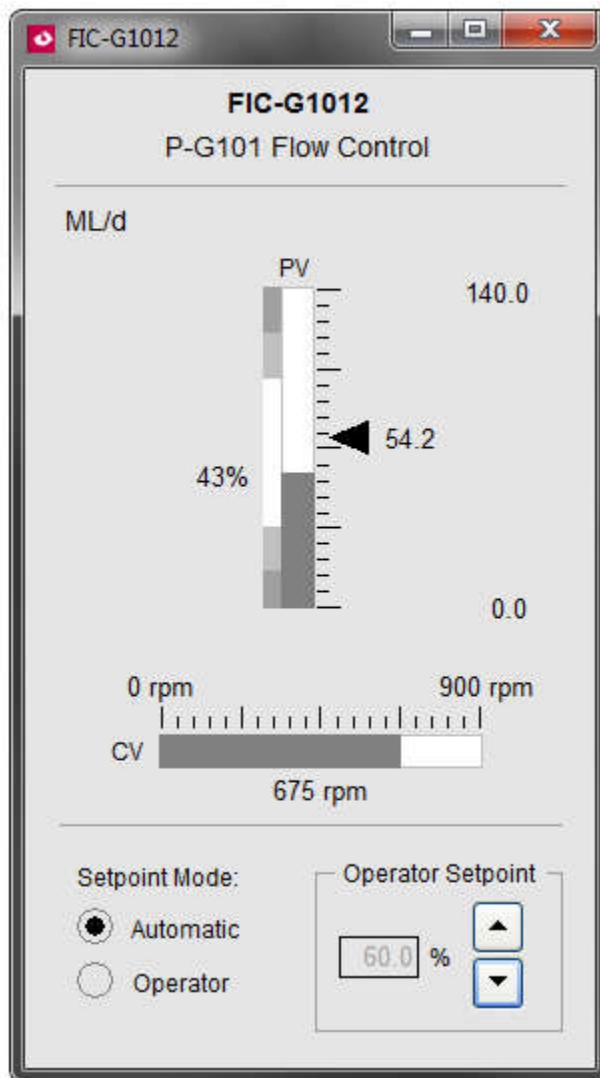 FIC-G1012
FIC-G1012
P-G101 Flow Control
ML/d
PV
140.0
54.2
43%
0.0
0 rpm 900 rpm
CV
675 rpm
Setpoint Mode:
Automatic
Operator
Operator Setpoint
60.0 %